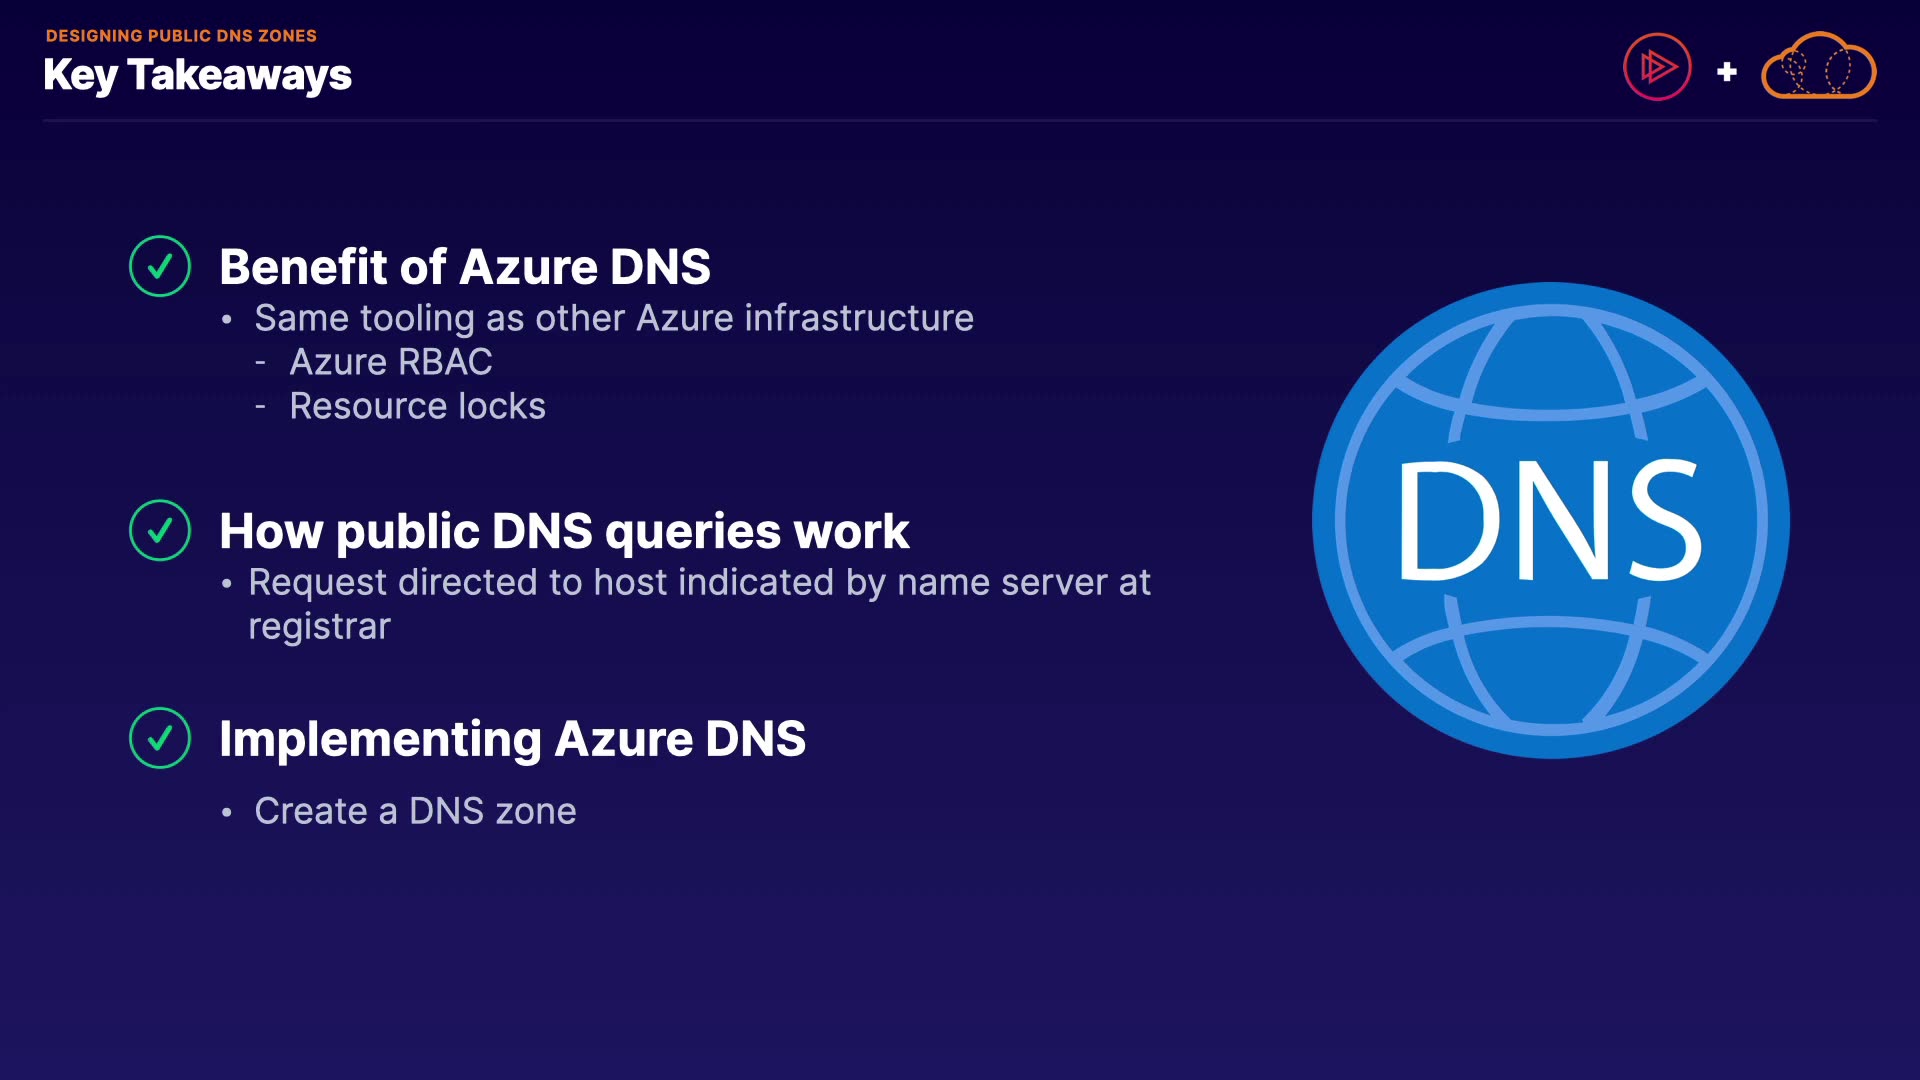 DESIGNING PUBLIC DNS ZONES
Key Takeaways
+
Benefit of Azure DNS
• Same tooling as other Azure infrastructure
- Azure RBAC
- Resource locks
How public DNS queries work
• Request directed to host indicated by name server at
registrar
Implementing Azure DNS
• Create a DNS zone
DNS